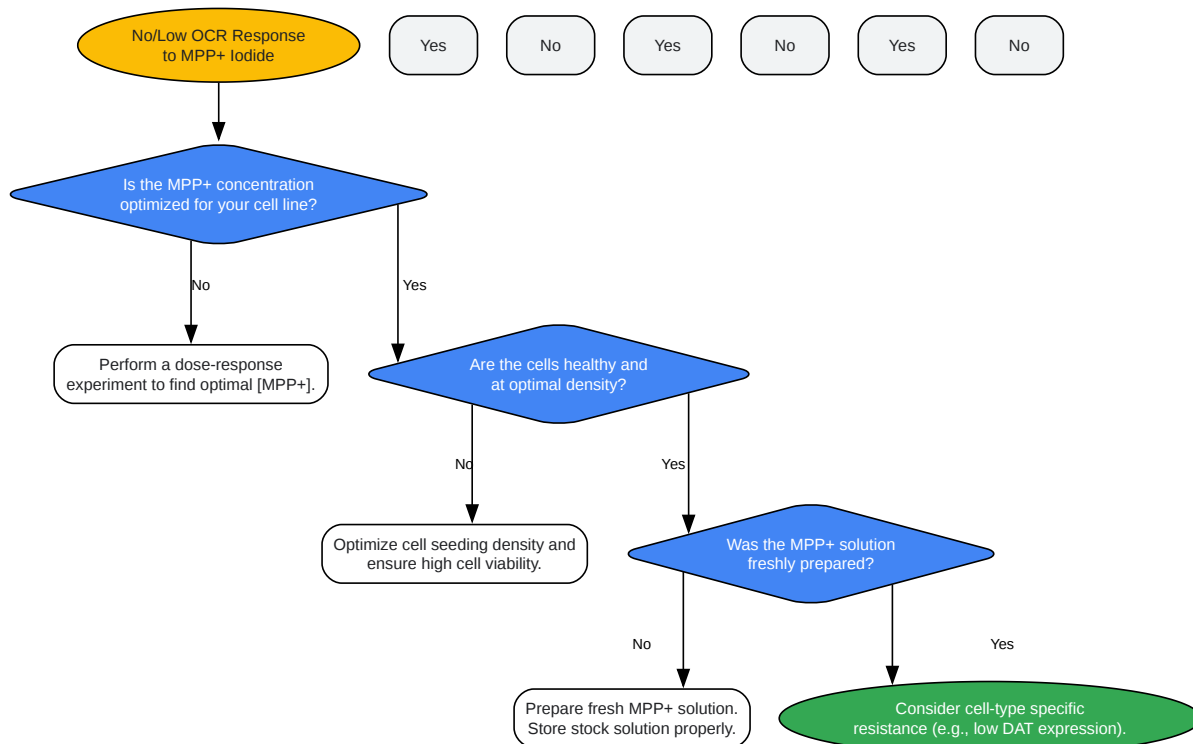 No/Low OCR Response
to MPP+ Iodide
Yes
No
Yes
No
Yes
No
Is the MPP+ concentration
optimized for your cell line?
No
Yes
Perform a dose-response
experiment to find optimal [MPP+].
Are the cells healthy and
at optimal density?
No
Yes
Optimize cell seeding density and
ensure high cell viability.
Was the MPP+ solution
freshly prepared?
No
Yes
Prepare fresh MPP+ solution.
Store stock solution properly.
Consider cell-type specific
resistance (e.g., low DAT expression).